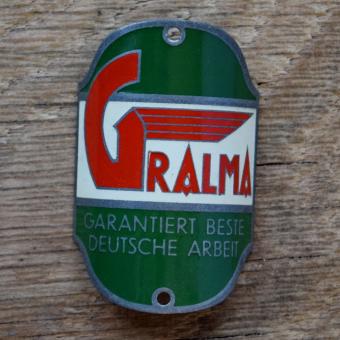 GRALMA
GARANTIERT BESTE
DEUTSCHE ARBEIT